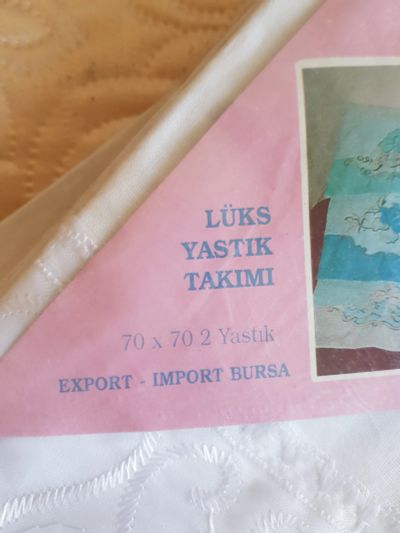 LÜKS
YASTIK
TAKIMI
70 x 70 2 Yastık
EXPORT - IMPORT BURSA